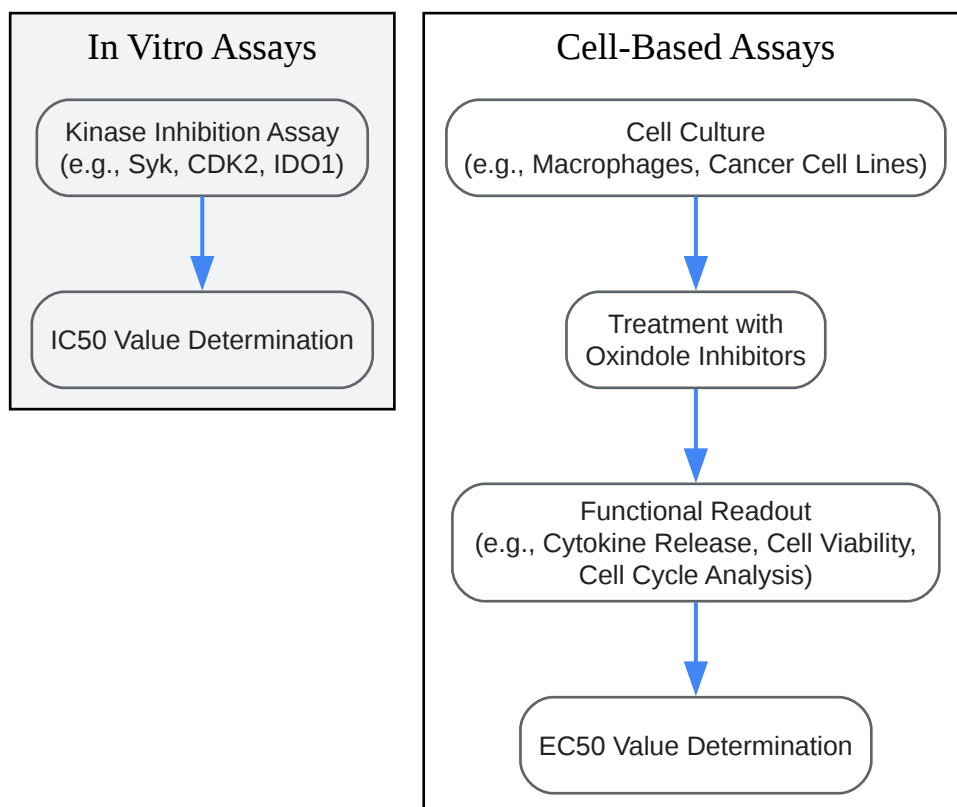 In Vitro Assays
Kinase Inhibition Assay
(e.g., Syk, CDK2, IDO1)
IC50 Value Determination
Cell-Based Assays
Cell Culture
(e.g., Macrophages, Cancer Cell Lines)
Treatment with
Oxindole Inhibitors
Functional Readout
(e.g., Cytokine Release, Cell Viability,
Cell Cycle Analysis)
EC50 Value Determination